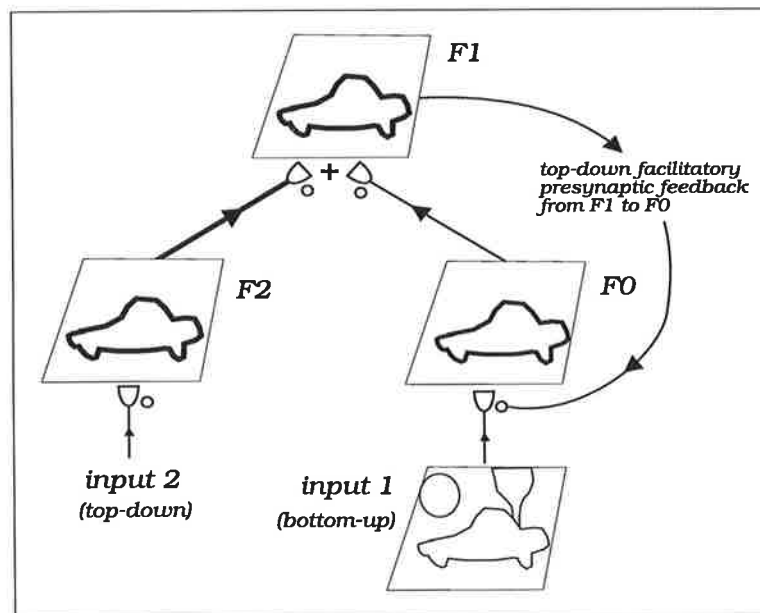 F1
+
top-down facilitatory
presynaptic feedback
from F1 to F0
F2
F0
input 2
(top-down)
input 1
(bottom-up)